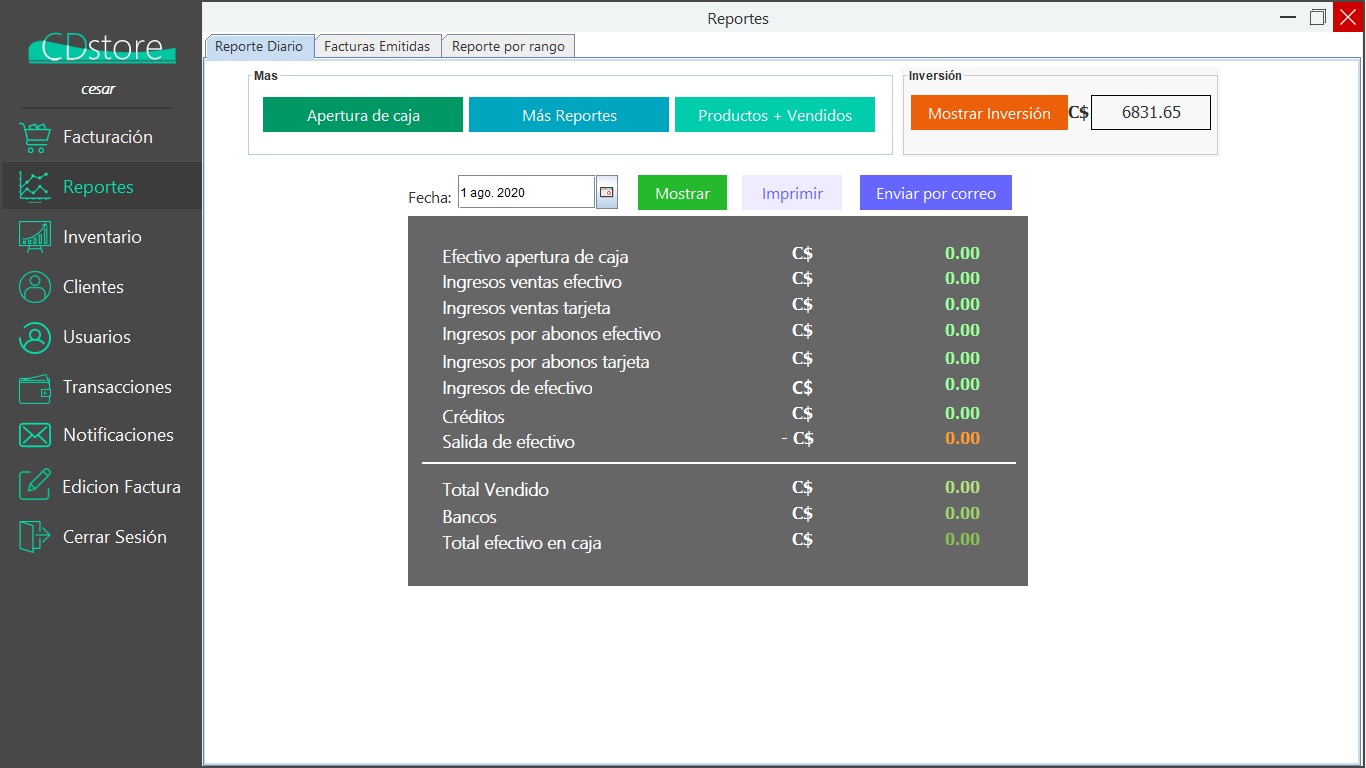 Reportes
CDstore
cesar
Facturación
Reportes
Inventario
Clientes
Usuarios
Transacciones
Notificaciones
Edicion Factura
Cerrar Sesión
Reporte Diario Facturas Emitidas Reporte por rango
Mas
Apertura de caja Más Reportes Productos + Vendidos
Inversión
Mostrar Inversión C$ 6831.65
Fecha: 1 ago. 2020 Mostrar Imprimir Enviar por correo
Efectivo apertura de caja C$ 0.00
Ingresos ventas efectivo C$ 0.00
Ingresos ventas tarjeta C$ 0.00
Ingresos por abonos efectivo C$ 0.00
Ingresos por abonos tarjeta C$ 0.00
Ingresos de efectivo C$ 0.00
Créditos C$ 0.00
Salida de efectivo - C$ 0.00
Total Vendido C$ 0.00
Bancos C$ 0.00
Total efectivo en caja C$ 0.00